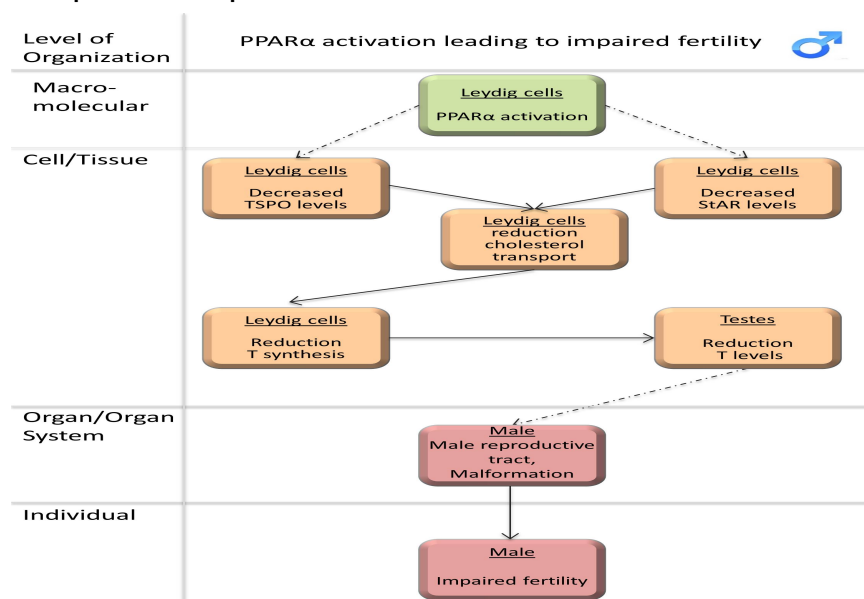 Level of
Organization
PPARα activation leading to impaired fertility
Macro-
molecular
Leydig cells
PPARα activation
Cell/Tissue
Leydig cells
Decreased
TSPO levels
Leydig cells
Decreased
StAR levels
Leydig cells
reduction
cholesterol
transport
Leydig cells
Reduction
T synthesis
Testes
Reduction
T levels
Organ/Organ
System
Male
Male reproductive
tract,
Malformation
Individual
Male
Impaired fertility